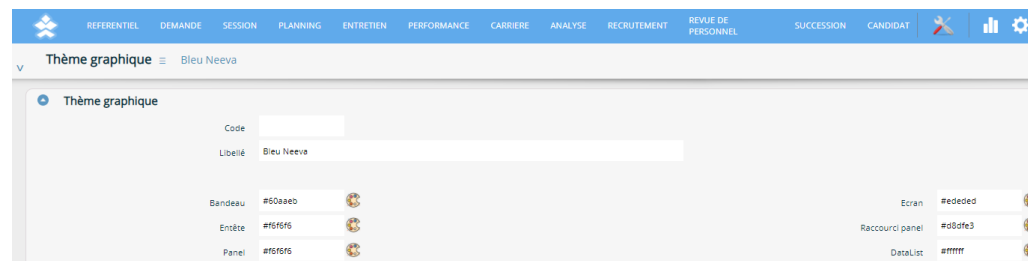 REFERENTIEL DEMANDE SESSION PLANNING ENTRETIEN PERFORMANCE CARRIERE ANALYSE RECRUTEMENT REVUE DE PERSONNEL SUCCESSION CANDIDAT
Thème graphique Bleu Neeva
Thème graphique
Code
Libellé Bleu Neeva
Bandeau #60aaeb Ecran #ededed
Entête #f6f6f6 Raccourci panel #d8dfe3
Panel #f6f6f6 DataList #ffffff